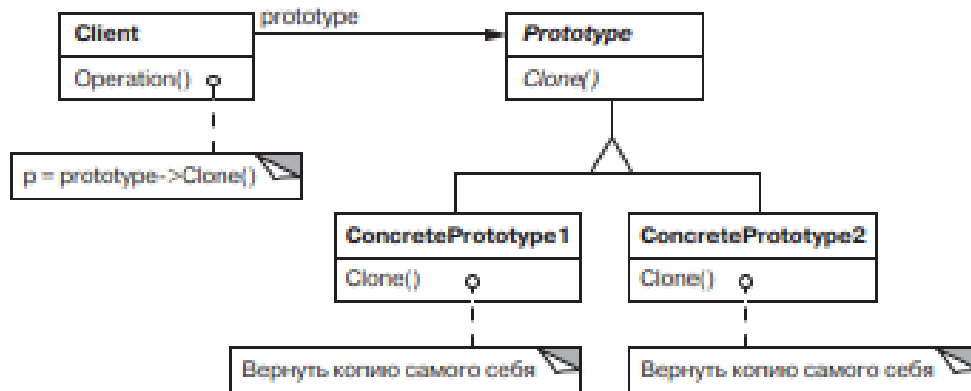 prototype
Client
Prototype
Operation()
Clone()
p = prototype->Clone()
ConcretePrototype1
ConcretePrototype2
Clone()
Clone()
Вернуть копию самого себя
Вернуть копию самого себя